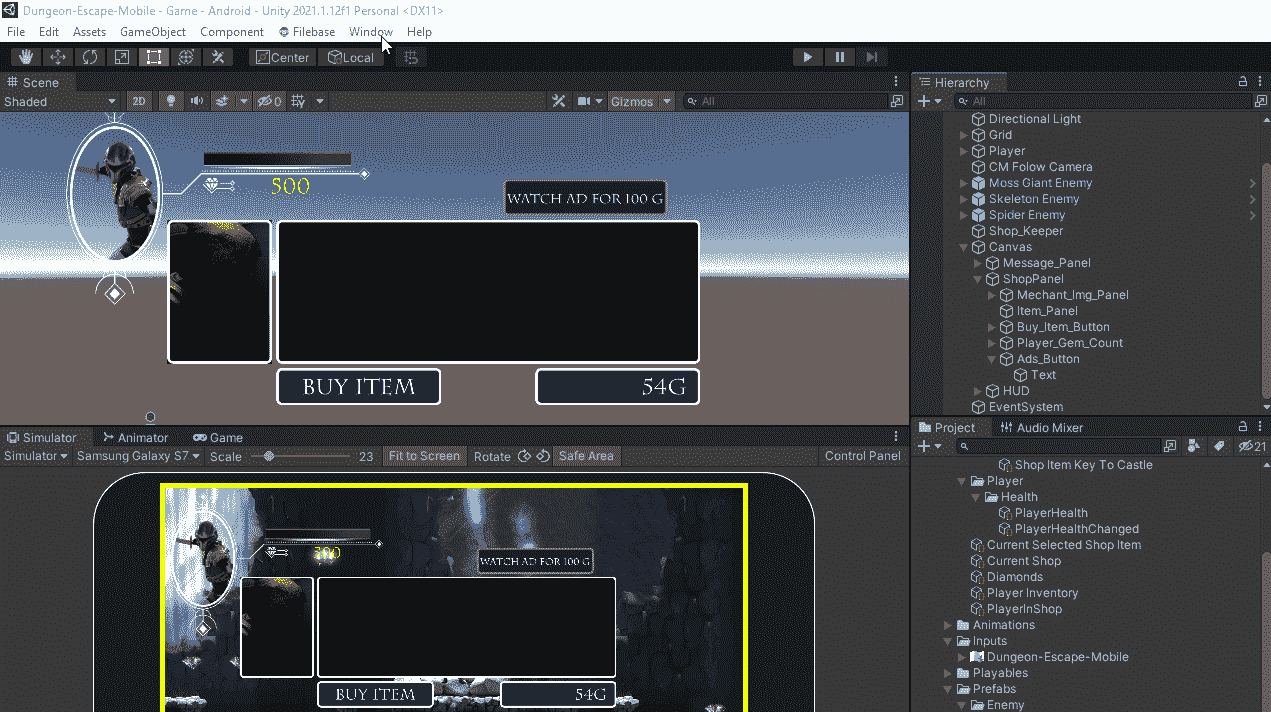 Dungeon-Escape-Mobile - Game - Android - Unity 2021.1.12f1 Personal <DX11>
File Edit Assets GameObject Component Filebase Window Help
Center Local
Scene
Shaded 2D 0 Gizmos All
500
WATCH AD FOR 100 G
BUY ITEM 54G
Hierarchy
All
Directional Light
Grid
Player
CM Folow Camera
Moss Giant Enemy
Skeleton Enemy
Spider Enemy
Shop_Keeper
Canvas
Message_Panel
ShopPanel
Mechant_Img_Panel
Item_Panel
Buy_Item_Button
Player_Gem_Count
Ads_Button
Text
HUD
EventSystem
Simulator Animator Game
Simulator Samsung Galaxy S7 Scale 23 Fit to Screen Rotate Safe Area Control Panel
500
WATCH AD FOR 100 G
BUY ITEM 54G
Project Audio Mixer
21
Shop Item Key To Castle
Player
Health
PlayerHealth
PlayerHealthChanged
Current Selected Shop Item
Current Shop
Diamonds
Player Inventory
PlayerInShop
Animations
Inputs
Dungeon-Escape-Mobile
Playables
Prefabs
Enemy